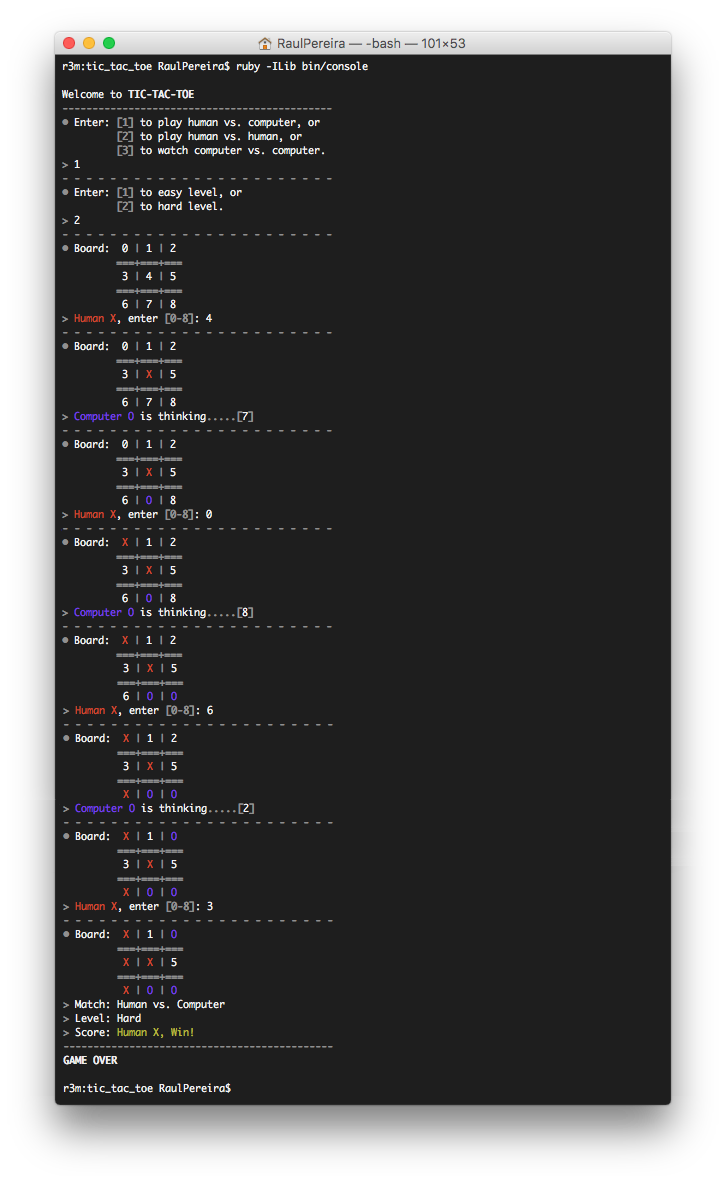 RaulPereira — -bash — 101×53
r3m:tic_tac_toe RaulPereira$ ruby -ILib bin/console
Welcome to TIC-TAC-TOE
---------------------------------------------
● Enter: [1] to play human vs. computer, or
[2] to play human vs. human, or
[3] to watch computer vs. computer.
> 1
- - - - - - - - - - - - - - - - - - - - - - -
● Enter: [1] to easy level, or
[2] to hard level.
> 2
- - - - - - - - - - - - - - - - - - - - - - -
● Board: 0 | 1 | 2
===+===+===
3 | 4 | 5
===+===+===
6 | 7 | 8
> Human X, enter [0-8]: 4
- - - - - - - - - - - - - - - - - - - - - - -
● Board: 0 | 1 | 2
===+===+===
3 | X | 5
===+===+===
6 | 7 | 8
> Computer O is thinking.....[7]
- - - - - - - - - - - - - - - - - - - - - - -
● Board: 0 | 1 | 2
===+===+===
3 | X | 5
===+===+===
6 | O | 8
> Human X, enter [0-8]: 0
- - - - - - - - - - - - - - - - - - - - - - -
● Board: X | 1 | 2
===+===+===
3 | X | 5
===+===+===
6 | O | 8
> Computer O is thinking.....[8]
- - - - - - - - - - - - - - - - - - - - - - -
● Board: X | 1 | 2
===+===+===
3 | X | 5
===+===+===
6 | O | O
> Human X, enter [0-8]: 6
- - - - - - - - - - - - - - - - - - - - - - -
● Board: X | 1 | 2
===+===+===
3 | X | 5
===+===+===
X | O | O
> Computer O is thinking.....[2]
- - - - - - - - - - - - - - - - - - - - - - -
● Board: X | 1 | O
===+===+===
3 | X | 5
===+===+===
X | O | O
> Human X, enter [0-8]: 3
- - - - - - - - - - - - - - - - - - - - - - -
● Board: X | 1 | O
===+===+===
X | X | 5
===+===+===
X | O | O
> Match: Human vs. Computer
> Level: Hard
> Score: Human X, Win!
---------------------------------------------
GAME OVER
r3m:tic_tac_toe RaulPereira$